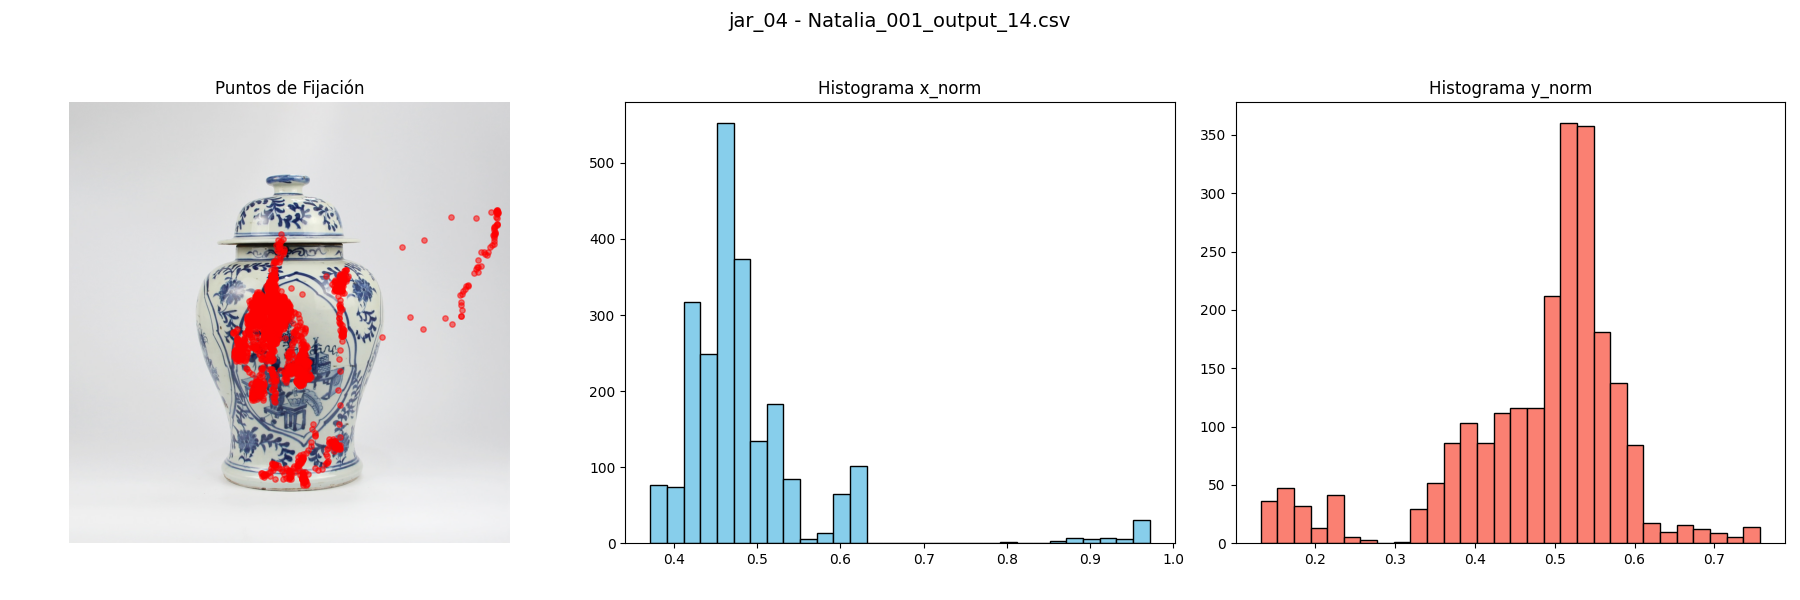 jar_04 - Natalia_001_output_14.csv
Puntos de Fijación
Histograma x_norm
Histograma y_norm
500
400
300
200
100
0
0.4 0.5 0.6 0.7 0.8 0.9 1.0
350
300
250
200
150
100
50
0
0.2 0.3 0.4 0.5 0.6 0.7